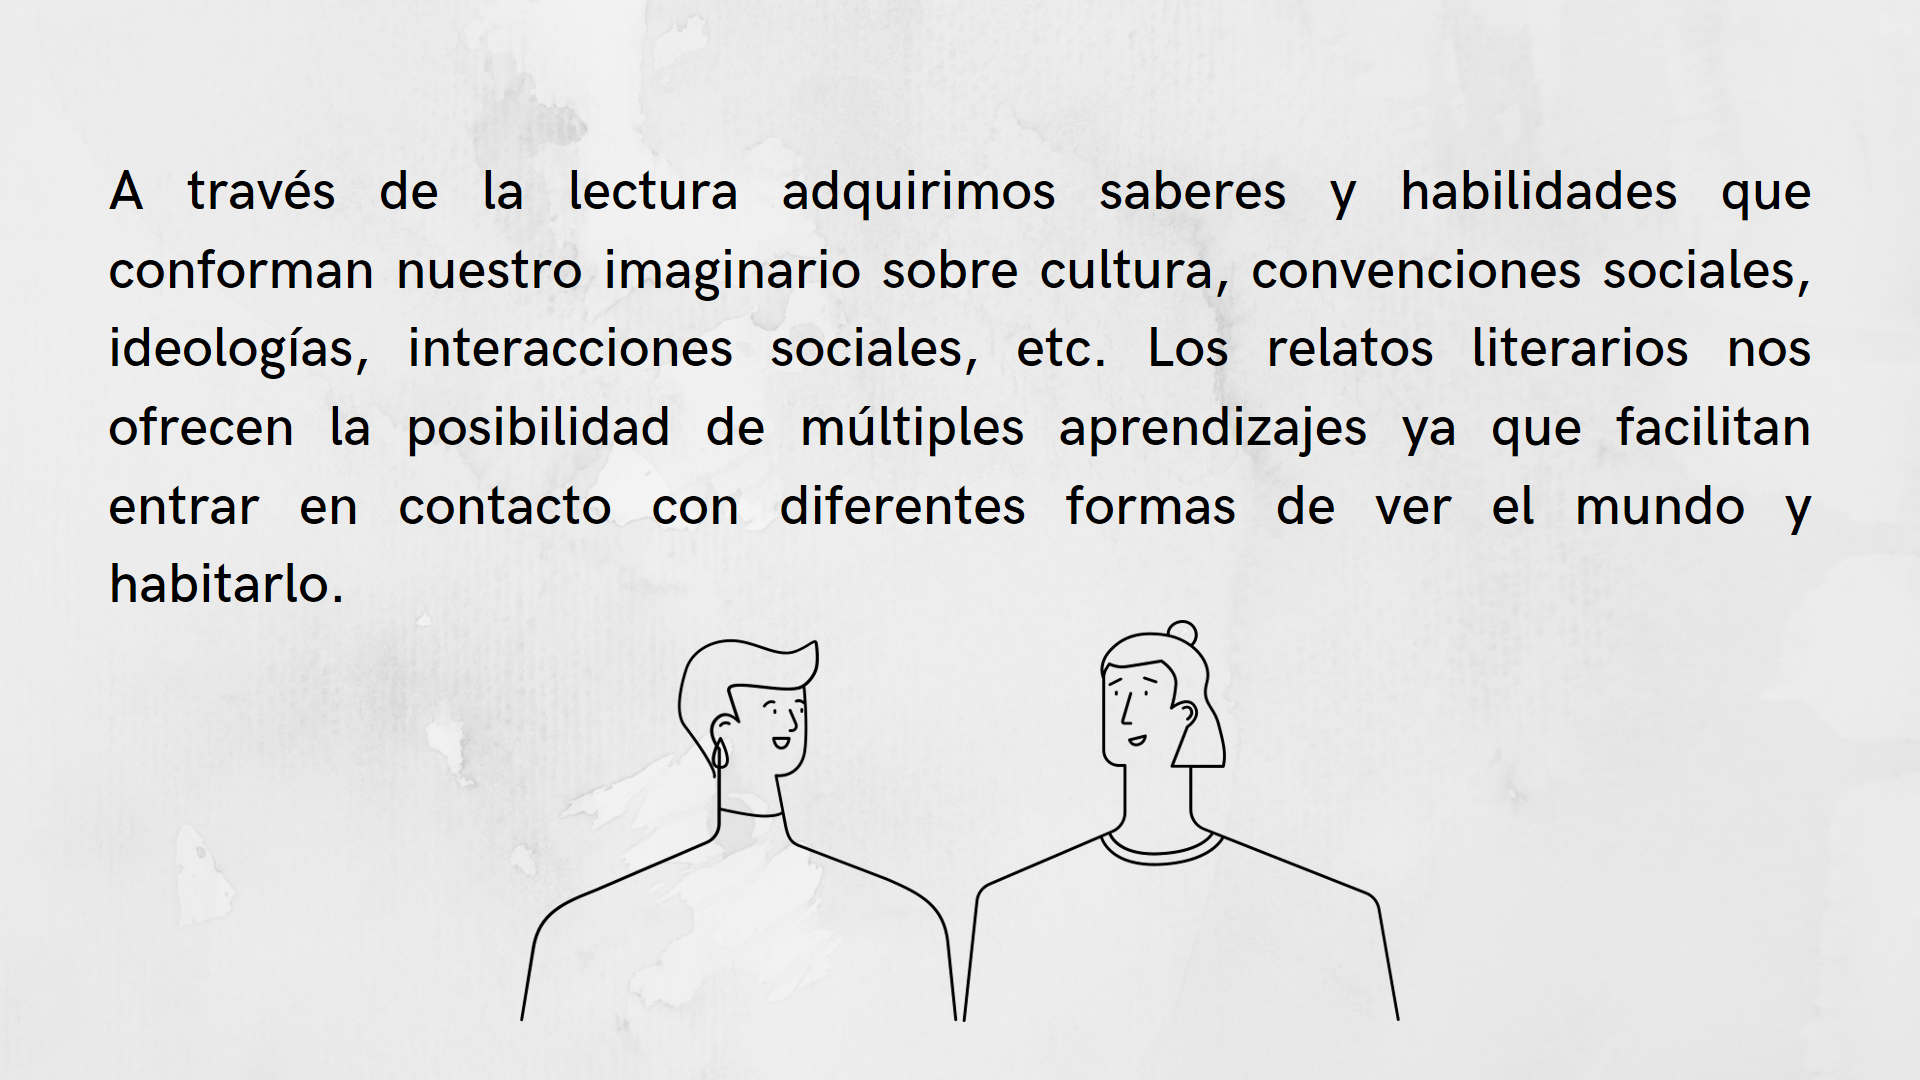 A través de la lectura adquirimos saberes y habilidades que
conforman nuestro imaginario sobre cultura, convenciones sociales,
ideologías, interacciones sociales, etc. Los relatos literarios nos
ofrecen la posibilidad de múltiples aprendizajes ya que facilitan
entrar en contacto con diferentes formas de ver el mundo y
habitarlo.